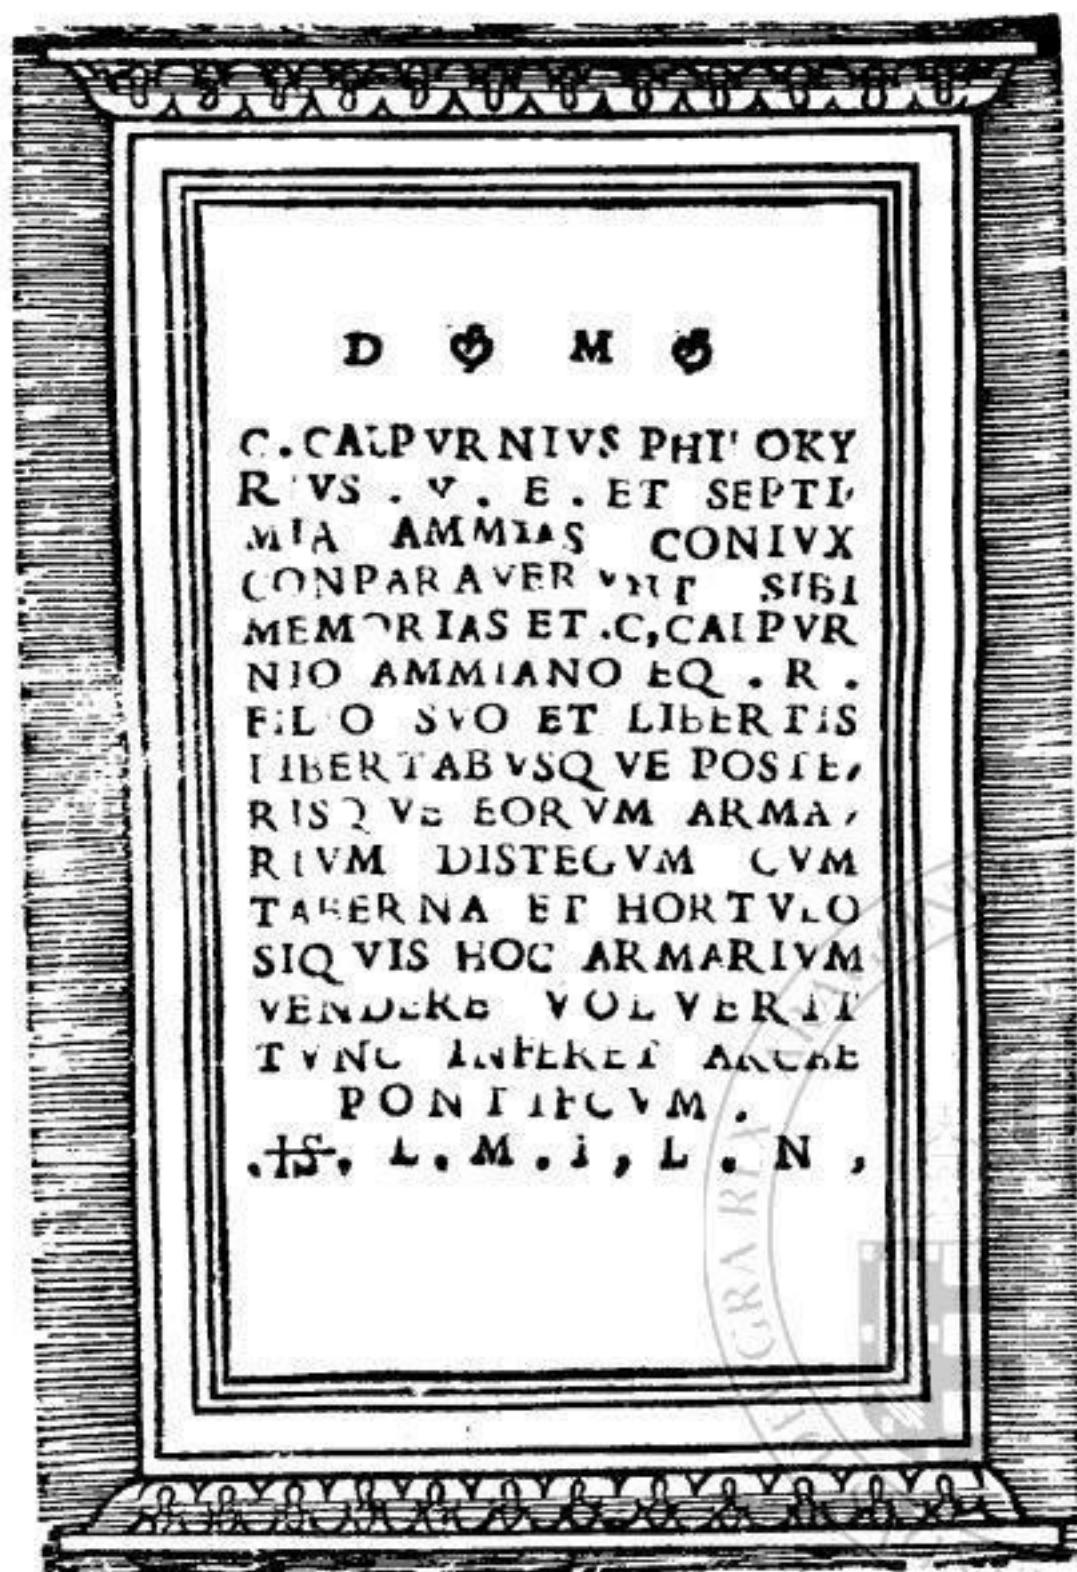 D ❦ M ❦
C.CALPVRNIVS PHILOKY
RIVS . V . E . ET SEPTI,
MIA AMMIAS CONIVX
CONPARAVERVNT SIBI
MEMORIAS ET .C,CALPVR
NIO AMMIANO EQ . R .
FILIO SVO ET LIBERTIS
LIBERTABVSQVE POSTE,
RISQVE EORVM ARMA,
RIVM DISTEGVM CVM
TABERNA ET HORTVLO
SIQVIS HOC ARMARIVM
VENDERE VOLVERIT
TVNC INFERET ARCAE
PONTIFCVM .
.HS. L . M . I , L . N ,